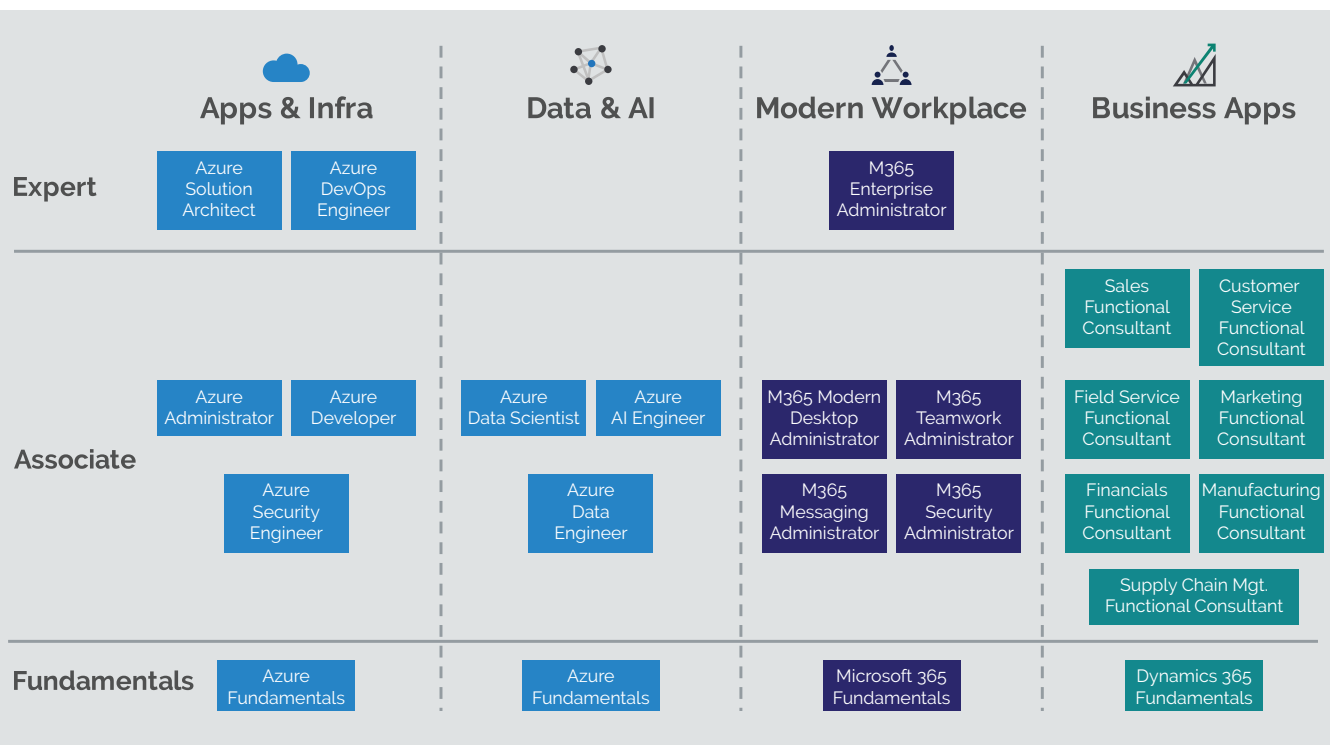 Apps & Infra
Data & AI
Modern Workplace
Business Apps
Expert
Azure
Solution
Architect
Azure
DevOps
Engineer
M365
Enterprise
Administrator
Associate
Azure
Administrator
Azure
Developer
Azure
Security
Engineer
Azure
Data Scientist
Azure
AI Engineer
Azure
Data
Engineer
M365 Modern
Desktop
Administrator
M365
Teamwork
Administrator
M365
Messaging
Administrator
M365
Security
Administrator
Sales
Functional
Consultant
Customer
Service
Functional
Consultant
Field Service
Functional
Consultant
Marketing
Functional
Consultant
Financials
Functional
Consultant
Manufacturing
Functional
Consultant
Supply Chain Mgt.
Functional Consultant
Fundamentals
Azure
Fundamentals
Azure
Fundamentals
Microsoft 365
Fundamentals
Dynamics 365
Fundamentals